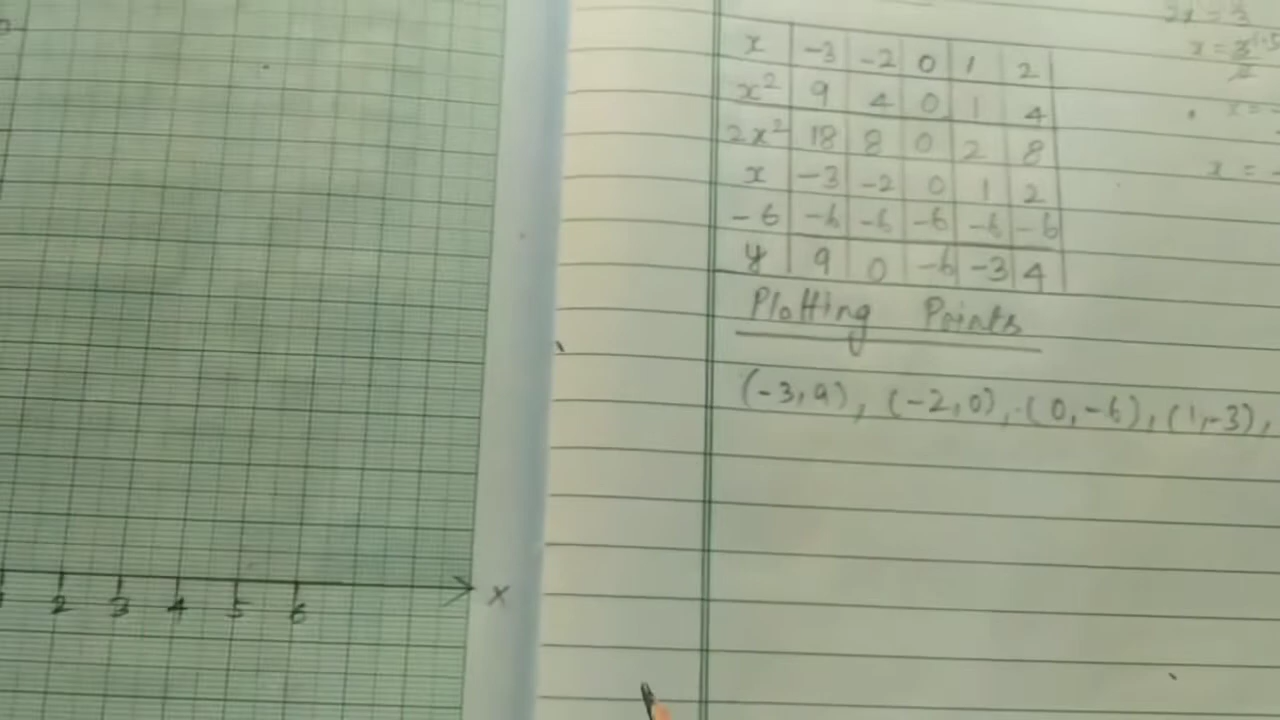 x -3 -2 0 1 2
x² 9 4 0 1 4
2x² 18 8 0 2 8
x -3 -2 0 1 2
-6 -6 -6 -6 -6 -6
y 9 0 -6 -3 4
Plotting Points
(-3,9), (-2,0), (0,-6), (1,-3),
x =
x =
2 3 4 5 6
X